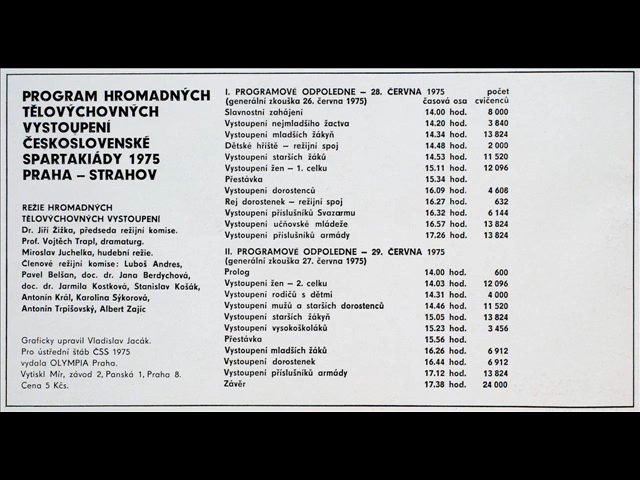 PROGRAM HROMADNÝCH
TĚLOVÝCHOVNÝCH
VYSTOUPENÍ
ČESKOSLOVENSKÉ
SPARTAKIÁDY 1975
PRAHA – STRAHOV
REŽIE HROMADNÝCH
TĚLOVÝCHOVNÝCH VYSTOUPENÍ
Dr. Jiří Žižka, předseda režijní komise.
Prof. Vojtěch Trapl, dramaturg.
Miroslav Juchelka, hudební režie.
Členové režijní komise: Luboš Andres,
Pavel Belšan, doc. dr. Jana Berdychová,
doc. dr. Jarmila Kostková, Stanislav Košák,
Antonín Král, Karolina Sýkorová,
Antonín Trpišovský, Albert Zajíc
Graficky upravil Vladislav Jacák.
Pro ústřední štáb ČSS 1975
vydala OLYMPIA Praha.
Vytiskl Mír, závod 2, Panská 1, Praha 8.
Cena 5 Kčs.
I. PROGRAMOVÉ ODPOLEDNE – 28. ČERVNA 1975 počet
(generální zkouška 26. června 1975) časová osa cvičenců
Slavnostní zahájení 14.00 hod. 8 000
Vystoupení nejmladšího žactva 14.20 hod. 3 840
Vystoupení mladších žákyň 14.34 hod. 13 824
Dětské hřiště – režijní spoj 14.48 hod. 2 000
Vystoupení starších žáků 14.53 hod. 11 520
Vystoupení žen – 1. celku 15.11 hod. 12 096
Přestávka 15.34 hod.
Vystoupení dorostenců 16.09 hod. 4 608
Rej dorostenek – režijní spoj 16.27 hod. 632
Vystoupení příslušníků Svazarmu 16.32 hod. 6 144
Vystoupení učňovské mládeže 16.57 hod. 13 824
Vystoupení příslušníků armády 17.26 hod. 13 824
II. PROGRAMOVÉ ODPOLEDNE – 29. ČERVNA 1975
(generální zkouška 27. června 1975)
Prolog 14.00 hod. 600
Vystoupení žen – 2. celku 14.03 hod. 12 096
Vystoupení rodičů s dětmi 14.31 hod. 4 000
Vystoupení mužů a starších dorostenců 14.46 hod. 11 520
Vystoupení starších žákyň 15.05 hod. 13 824
Vystoupení vysokoškoláků 15.23 hod. 3 456
Přestávka 15.56 hod.
Vystoupení mladších žáků 16.26 hod. 6 912
Vystoupení dorostenek 16.44 hod. 6 912
Vystoupení příslušníků armády 17.12 hod. 13 824
Závěr 17.38 hod. 24 000